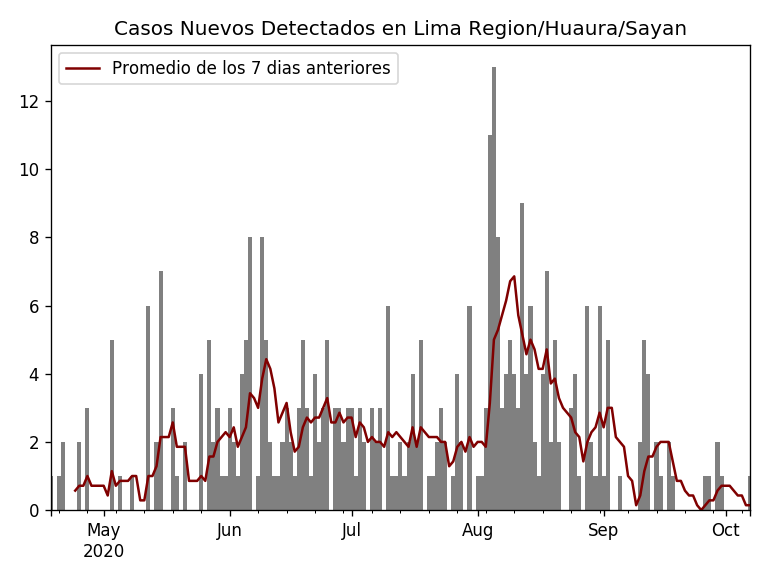 Casos Nuevos Detectados en Lima Region/Huaura/Sayan
Promedio de los 7 dias anteriores
12
10
8
6
4
2
0
May Jun Jul Aug Sep Oct
2020